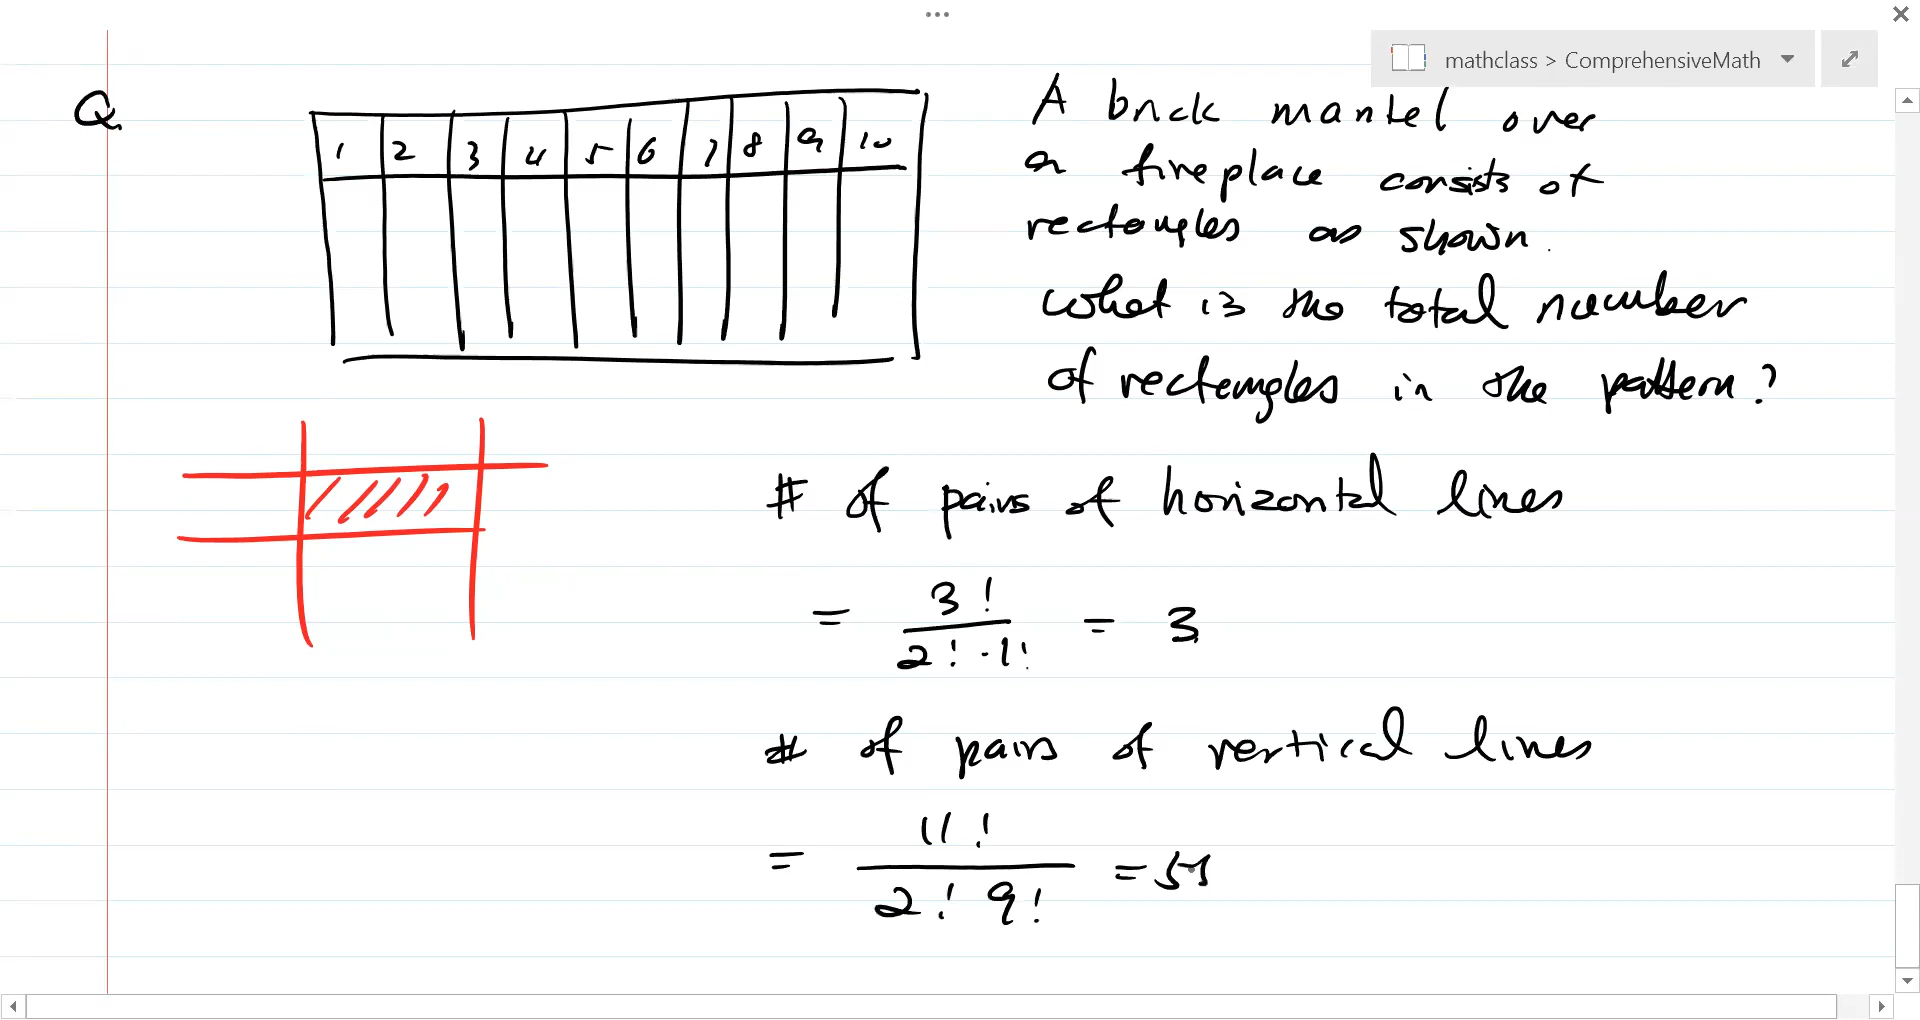 mathclass > ComprehensiveMath
Q.
1 2 3 4 5 6 7 8 9 10
A brick mantel over
a fireplace consists of
rectangles as shown.
What is the total number
of rectangles in the pattern?
# of pairs of horizontal lines
= 3! / 2! · 1! = 3
# of pairs of vertical lines
= 11! / 2! 9! = 55